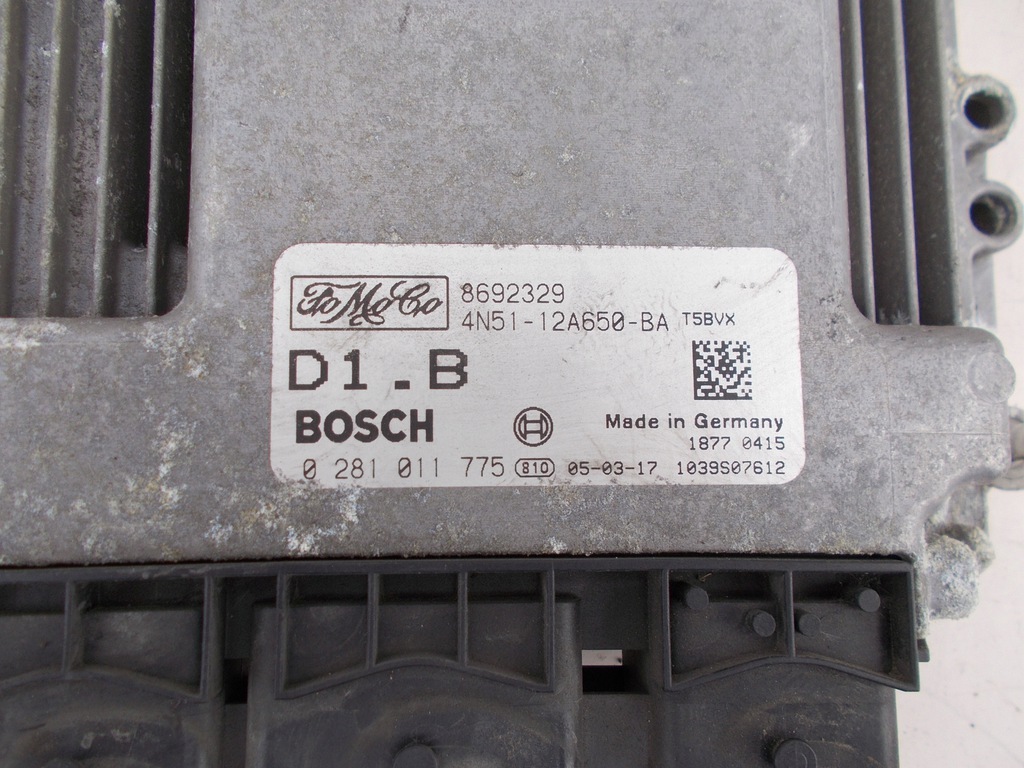 FoMoCo 8692329
4N51-12A650-BA T5BVX
D1.B
BOSCH Made in Germany
1877 0415
0 281 011 775 810 05-03-17 1039S07612